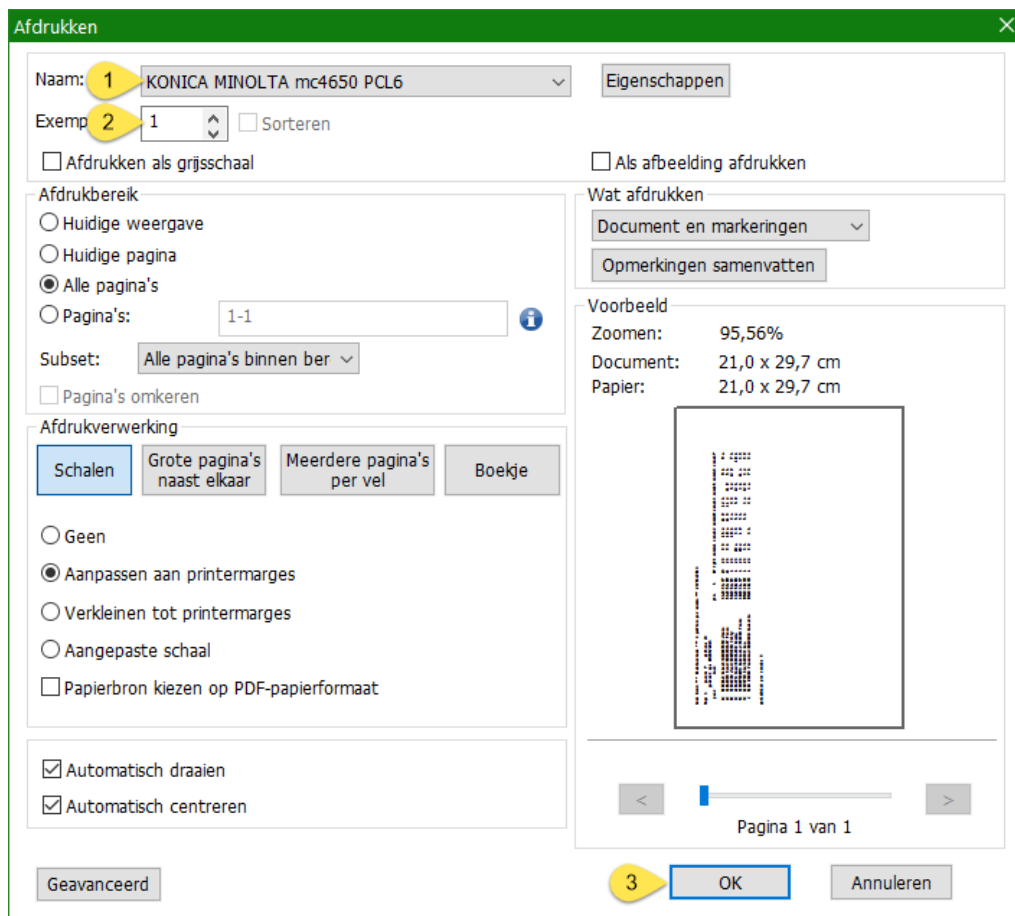 Afdrukken
Naam: 1 KONICA MINOLTA mc4650 PCL6 Eigenschappen
Exemp 2 1 Sorteren
Afdrukken als grijsschaal Als afbeelding afdrukken
Afdrukbereik
Huidige weergave
Huidige pagina
Alle pagina's
Pagina's: 1-1
Subset: Alle pagina's binnen ber
Pagina's omkeren
Wat afdrukken
Document en markeringen
Opmerkingen samenvatten
Voorbeeld
Zoomen: 95,56%
Document: 21,0 x 29,7 cm
Papier: 21,0 x 29,7 cm
Afdrukverwerking
Schalen
Grote pagina's
naast elkaar
Meerdere pagina's
per vel
Boekje
Geen
Aanpassen aan printermarges
Verkleinen tot printermarges
Aangepaste schaal
Papierbron kiezen op PDF-papierformaat
Automatisch draaien
Automatisch centreren
< >
Pagina 1 van 1
Geavanceerd 3 OK Annuleren